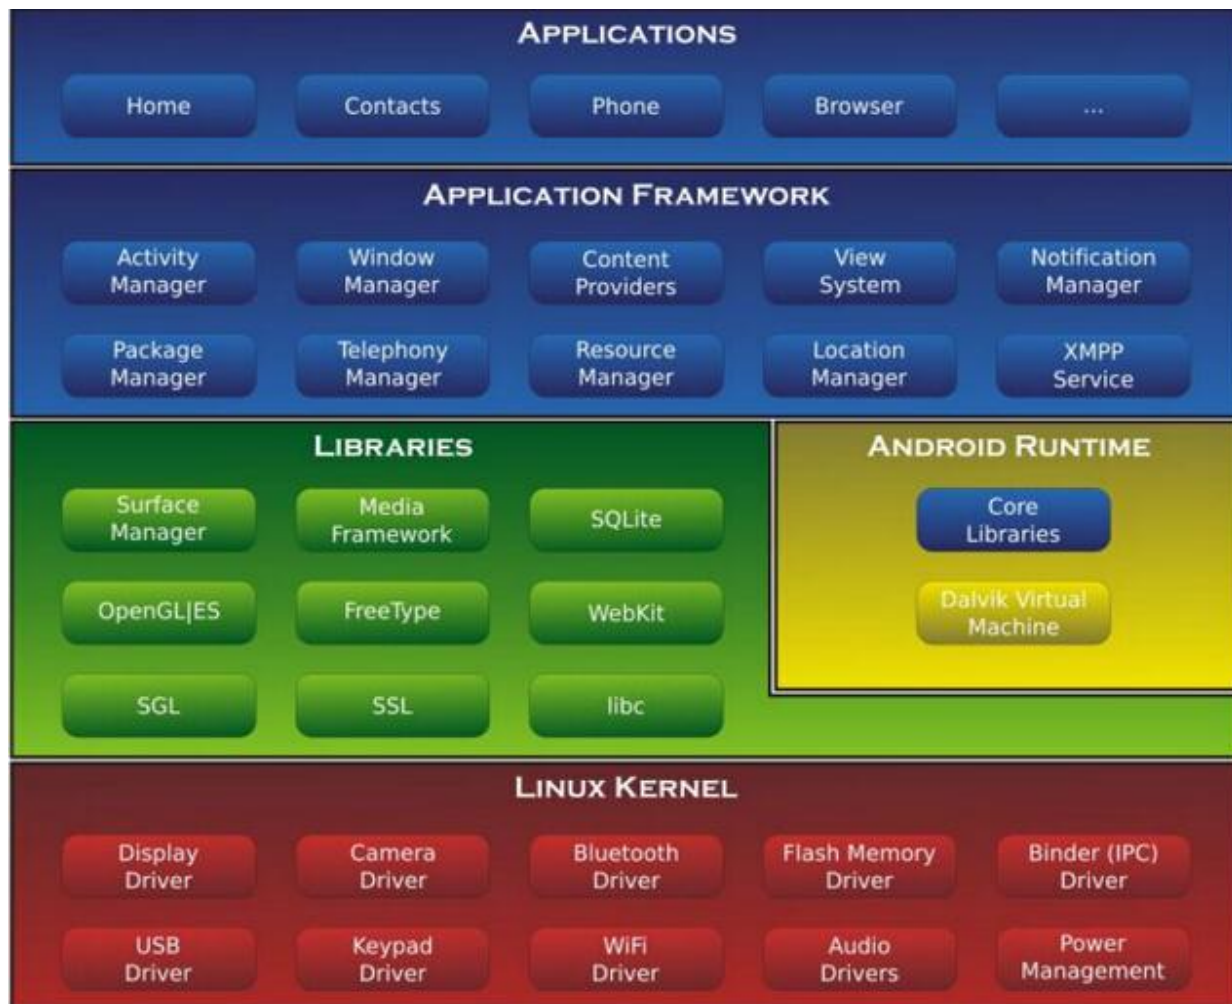 APPLICATIONS
Home
Contacts
Phone
Browser
...
APPLICATION FRAMEWORK
Activity
Manager
Window
Manager
Content
Providers
View
System
Notification
Manager
Package
Manager
Telephony
Manager
Resource
Manager
Location
Manager
XMPP
Service
LIBRARIES
Surface
Manager
Media
Framework
SQLite
OpenGL|ES
FreeType
WebKit
SGL
SSL
libc
ANDROID RUNTIME
Core
Libraries
Dalvik Virtual
Machine
LINUX KERNEL
Display
Driver
Camera
Driver
Bluetooth
Driver
Flash Memory
Driver
Binder (IPC)
Driver
USB
Driver
Keypad
Driver
WiFi
Driver
Audio
Drivers
Power
Management